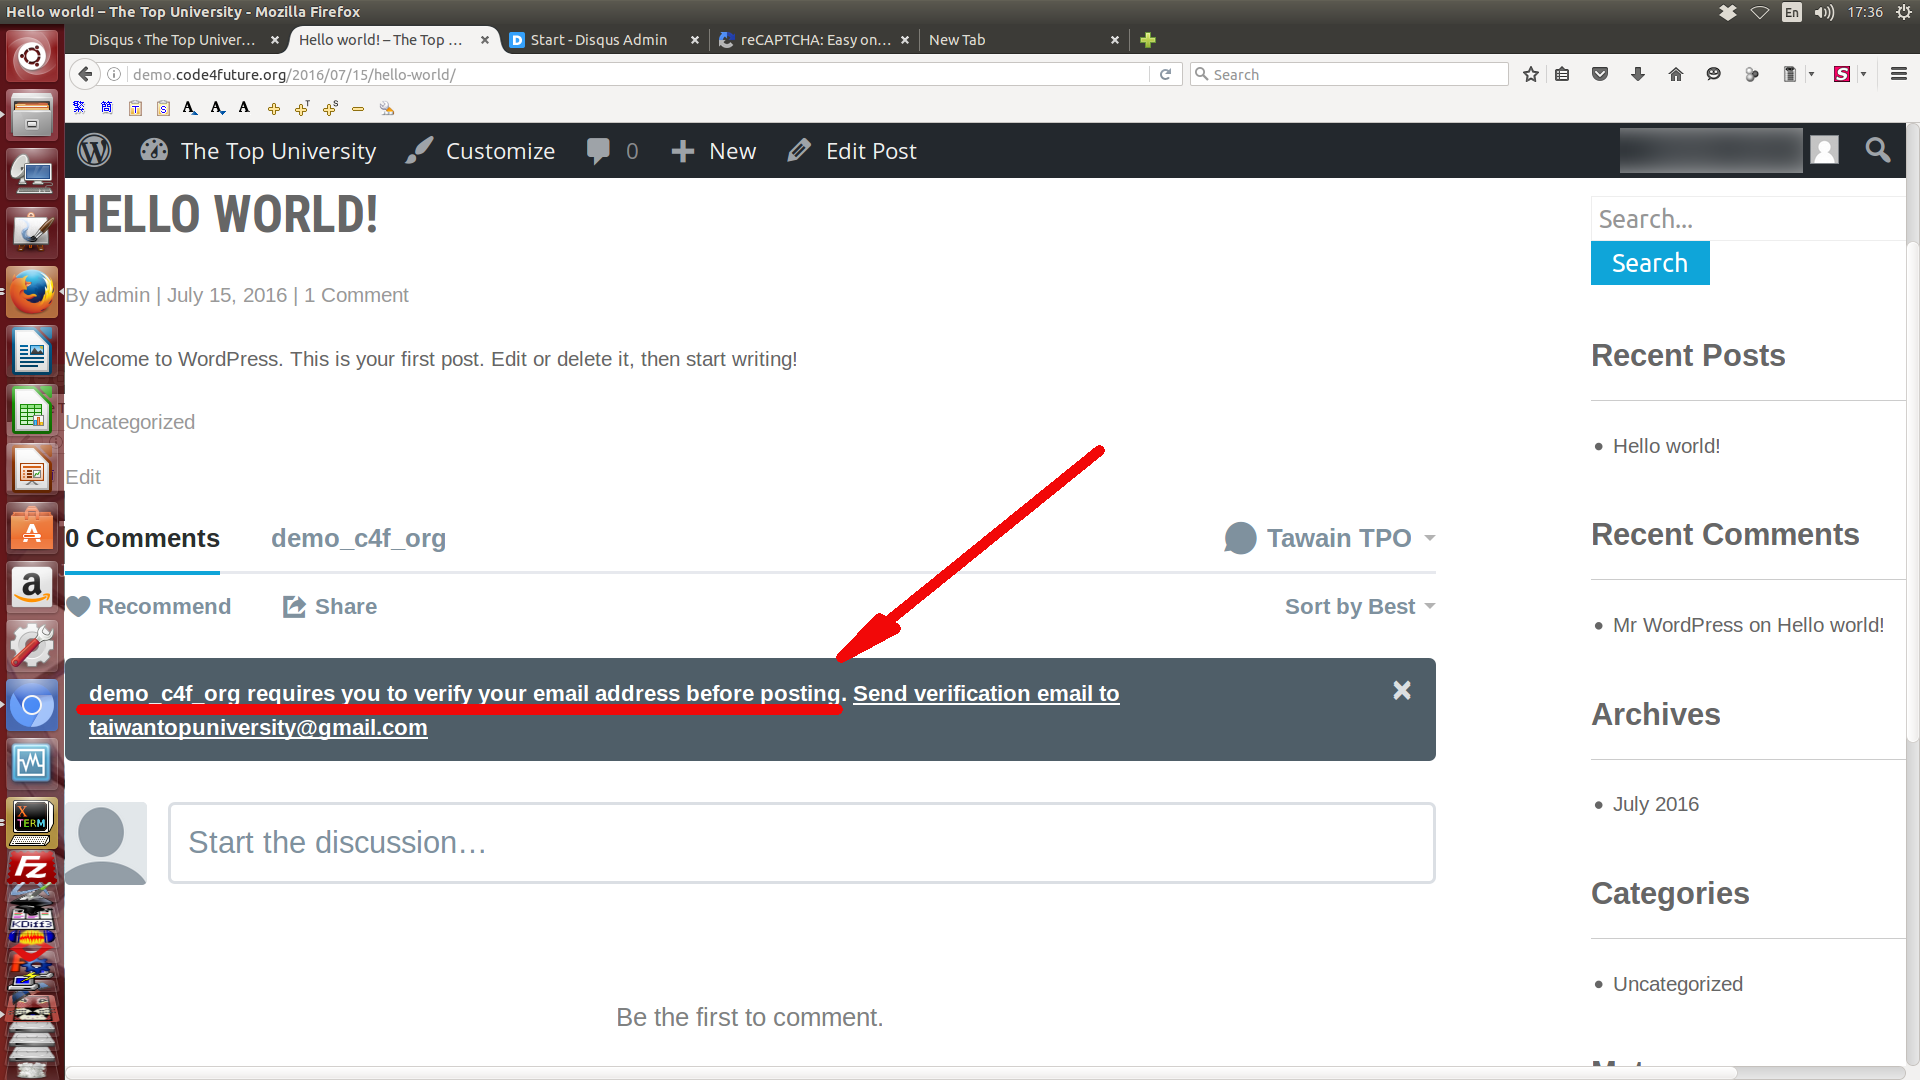 Hello world! – The Top University - Mozilla Firefox
En
17:36
Disqus ‹ The Top Univer...
Hello world! – The Top ...
Start - Disqus Admin
reCAPTCHA: Easy on...
New Tab
demo.code4future.org/2016/07/15/hello-world/
Search
The Top University
Customize
0
New
Edit Post
HELLO WORLD!
By admin | July 15, 2016 | 1 Comment
Welcome to WordPress. This is your first post. Edit or delete it, then start writing!
Uncategorized
Edit
0 Comments
demo_c4f_org
Tawain TPO
Recommend
Share
Sort by Best
demo_c4f_org requires you to verify your email address before posting. Send verification email to
taiwantopuniversity@gmail.com
Start the discussion…
Be the first to comment.
Search...
Search
Recent Posts
Hello world!
Recent Comments
Mr WordPress on Hello world!
Archives
July 2016
Categories
Uncategorized
X
TERM
FZ
KDiff3